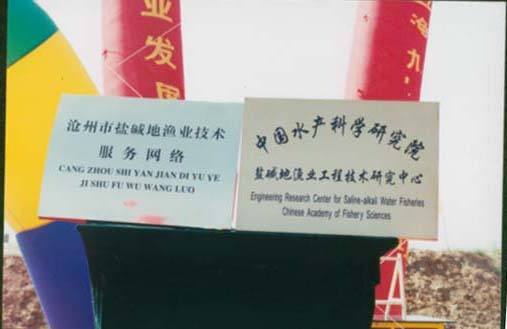 业发展
九
沧州市盐碱地渔业技术
服务网络
CANG ZHOU SHI YAN JIAN DI YU YE
JI SHU FU WU WANG LUO
中国水产科学研究院
盐碱地渔业工程技术研究中心
Engineering Research Center for Saline-alkali Water Fisheries
Chinese Academy of Fishery Sciences